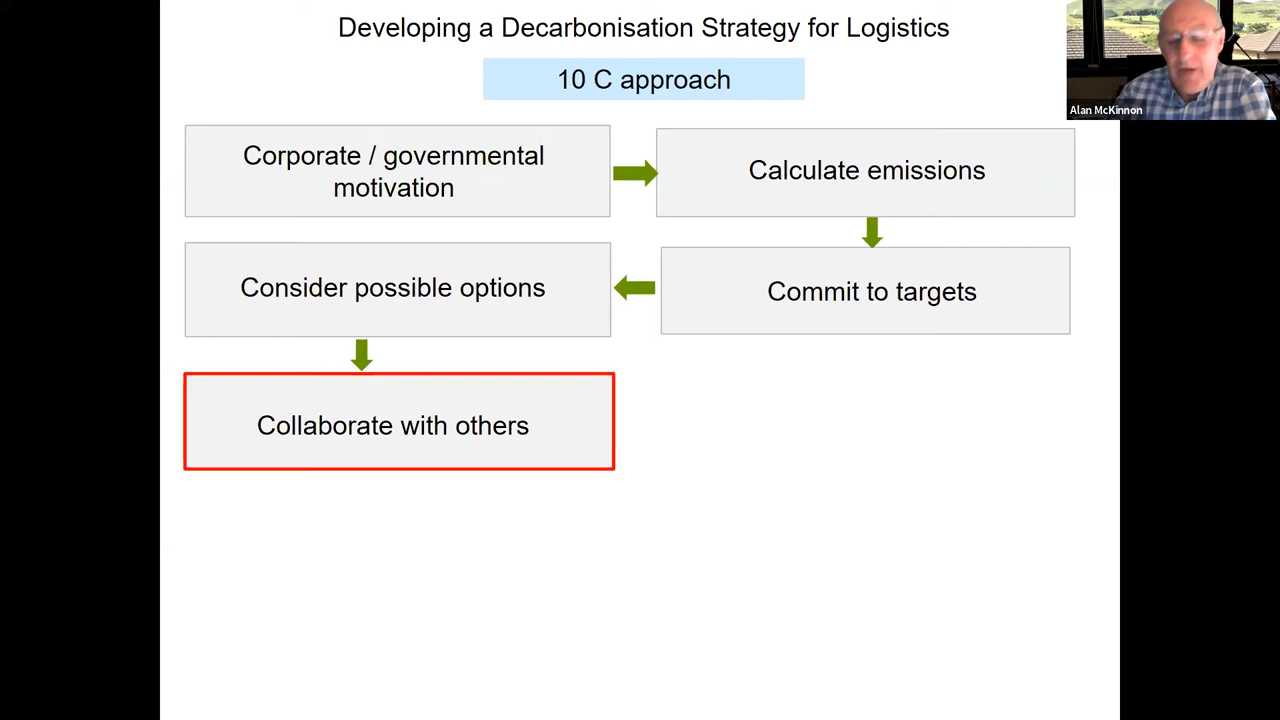 Developing a Decarbonisation Strategy for Logistics
10 C approach
Alan McKinnon
Corporate / governmental
motivation
Calculate emissions
Consider possible options
Commit to targets
Collaborate with others